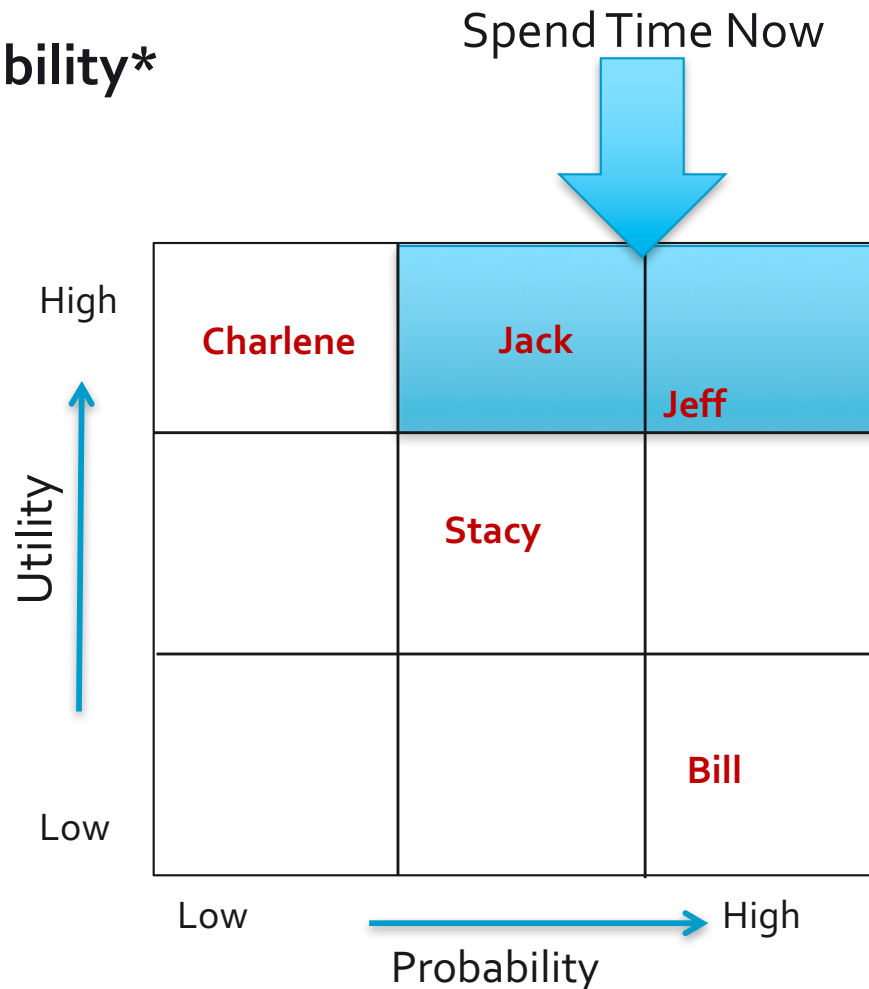 Spend Time Now
bility*
High
Charlene
Jack
Jeff
Utility
Stacy
Bill
Low
Low
High
Probability